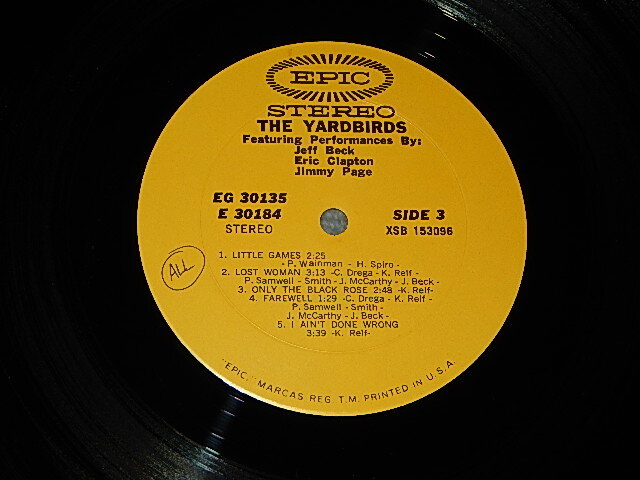 EPIC
STEREO
THE YARDBIRDS
Featuring Performances By:
Jeff Beck
Eric Clapton
Jimmy Page
EG 30135
E 30184
STEREO
SIDE 3
XSB 153096
1. LITTLE GAMES 2:25
- P. Wainman - H. Spiro -
2. LOST WOMAN 3:13 -C. Drega - K. Relf -
P. Samwell - Smith - J. McCarthy - J. Beck -
3. ONLY THE BLACK ROSE 2:48 -K. Relf-
4. FAREWELL 1:29 -C. Drega - K. Relf -
P. Samwell - Smith -
J. McCarthy - J. Beck -
5. I AIN'T DONE WRONG
3:39 -K. Relf-
ALL
"EPIC," MARCAS REG. T.M. PRINTED IN U.S.A.